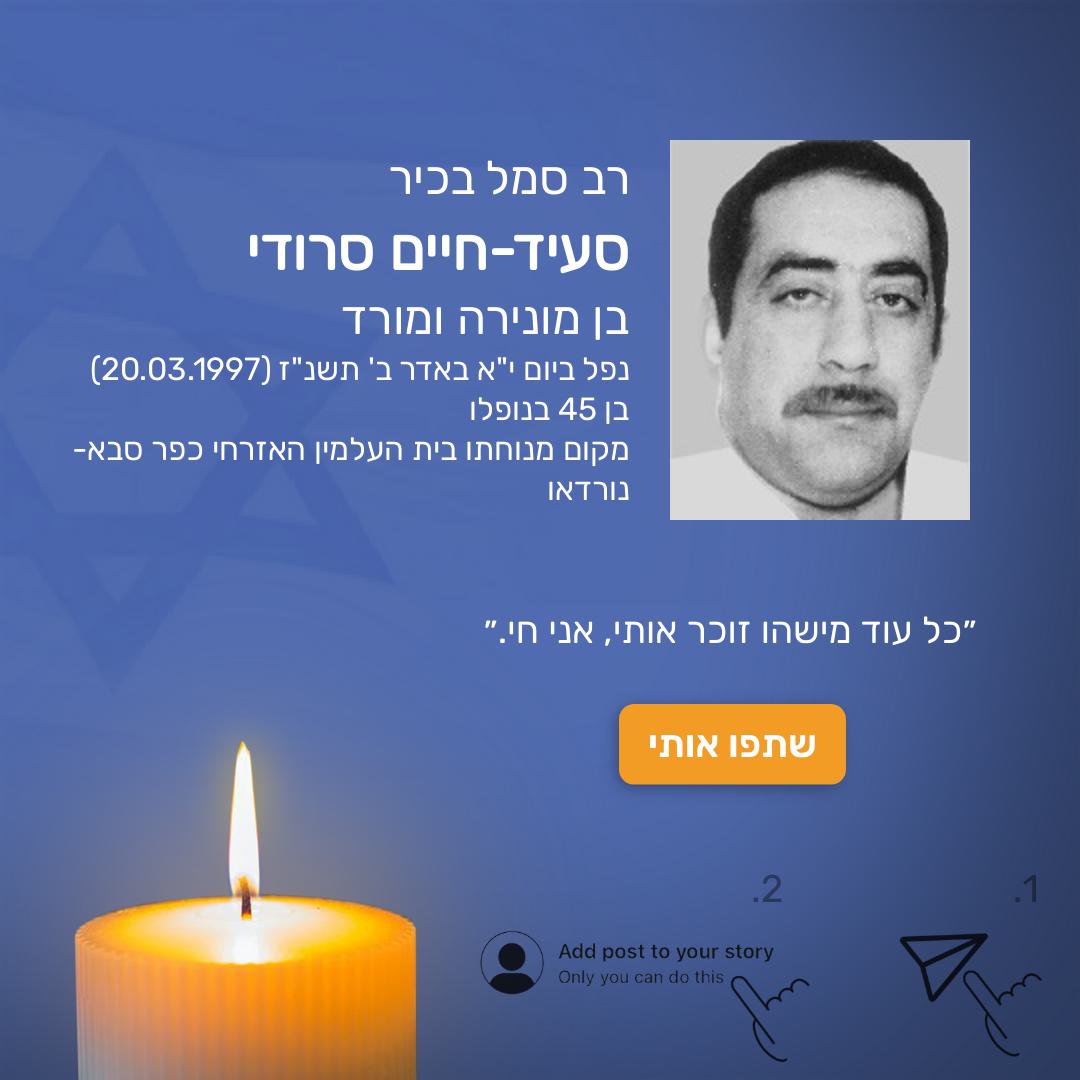 רב סמל בכיר
סעיד-חיים סרודי
בן מונירה ומורד
נפל ביום י"א באדר ב' תשנ"ז (20.03.1997)
בן 45 בנופלו
מקום מנוחתו בית העלמין האזרחי כפר סבא-
נורדאו
״כל עוד מישהו זוכר אותי, אני חי.״
שתפו אותי
.1
.2
Add post to your story
Only you can do this